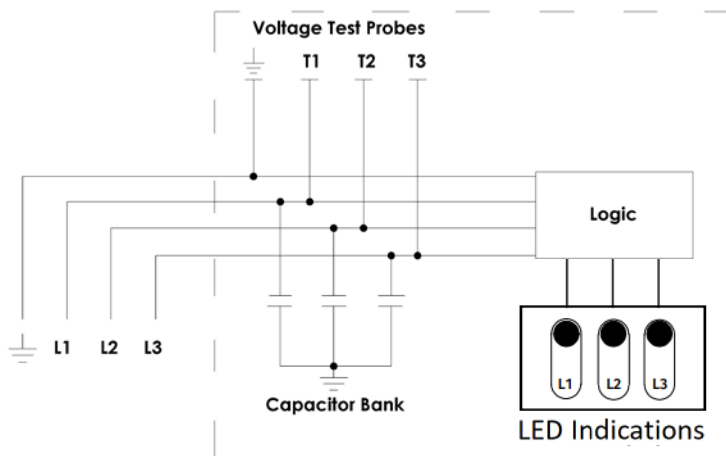 Voltage Test Probes
T1 T2 T3
Logic
L1 L2 L3
Capacitor Bank
L1 L2 L3
LED Indications